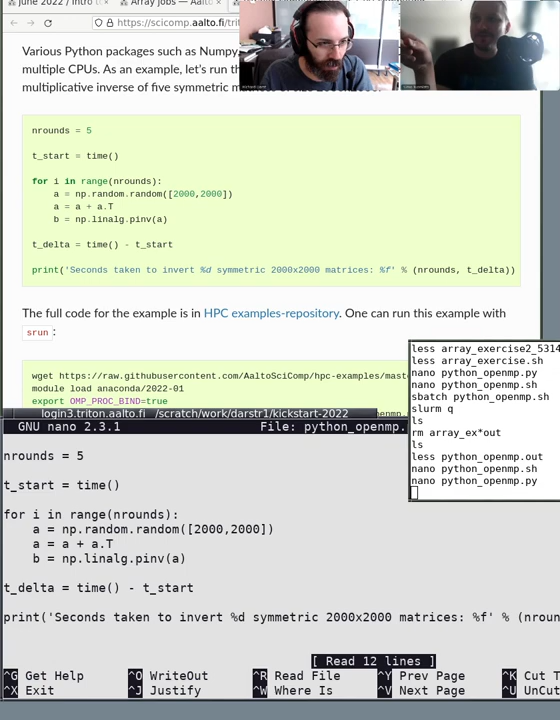 June 2022 / Intro
Array jobs — A
https://scicomp.aalto.fi/trit
Various Python packages such as Numpy,
multiple CPUs. As an example, let's run th
multiplicative inverse of five symmetric
nrounds = 5
t_start = time()
for i in range(nrounds):
a = np.random.random([2000,2000])
a = a + a.T
b = np.linalg.pinv(a)
t_delta = time() - t_start
print('Seconds taken to invert %d symmetric 2000x2000 matrices: %f' % (nrounds, t_delta))
The full code for the example is in HPC examples-repository. One can run this example with
srun :
wget https://raw.githubusercontent.com/AaltoSciComp/hpc-examples/mast
module load anaconda/2022-01
export OMP_PROC_BIND=true
less array_exercise2_5314
less array_exercise.sh
nano python_openmp.py
nano python_openmp.sh
sbatch python_openmp.sh
slurm q
ls
rm array_ex*out
ls
less python_openmp.out
nano python_openmp.sh
nano python_openmp.py
login3.triton.aalto.fi /scratch/work/darstr1/kickstart-2022
GNU nano 2.3.1 File: python_openmp.
nrounds = 5
t_start = time()
for i in range(nrounds):
a = np.random.random([2000,2000])
a = a + a.T
b = np.linalg.pinv(a)
t_delta = time() - t_start
print('Seconds taken to invert %d symmetric 2000x2000 matrices: %f' % (nroun
[ Read 12 lines ]
^G Get Help ^O WriteOut ^R Read File ^Y Prev Page ^K Cut T
^X Exit ^J Justify ^W Where Is ^V Next Page ^U UnCut